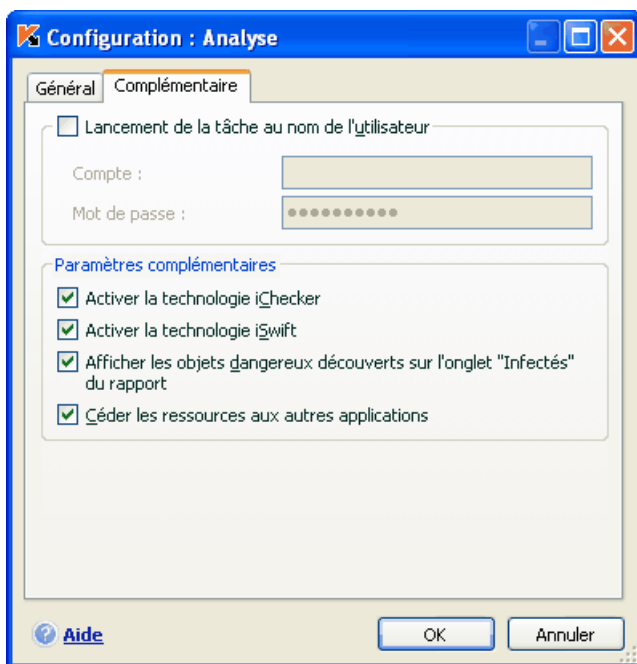 Configuration : Analyse
Général
Complémentaire
Lancement de la tâche au nom de l'utilisateur
Compte :
Mot de passe :
●●●●●●●●●●
Paramètres complémentaires
Activer la technologie iChecker
Activer la technologie iSwift
Afficher les objets dangereux découverts sur l'onglet "Infectés"
du rapport
Céder les ressources aux autres applications
Aide
OK
Annuler